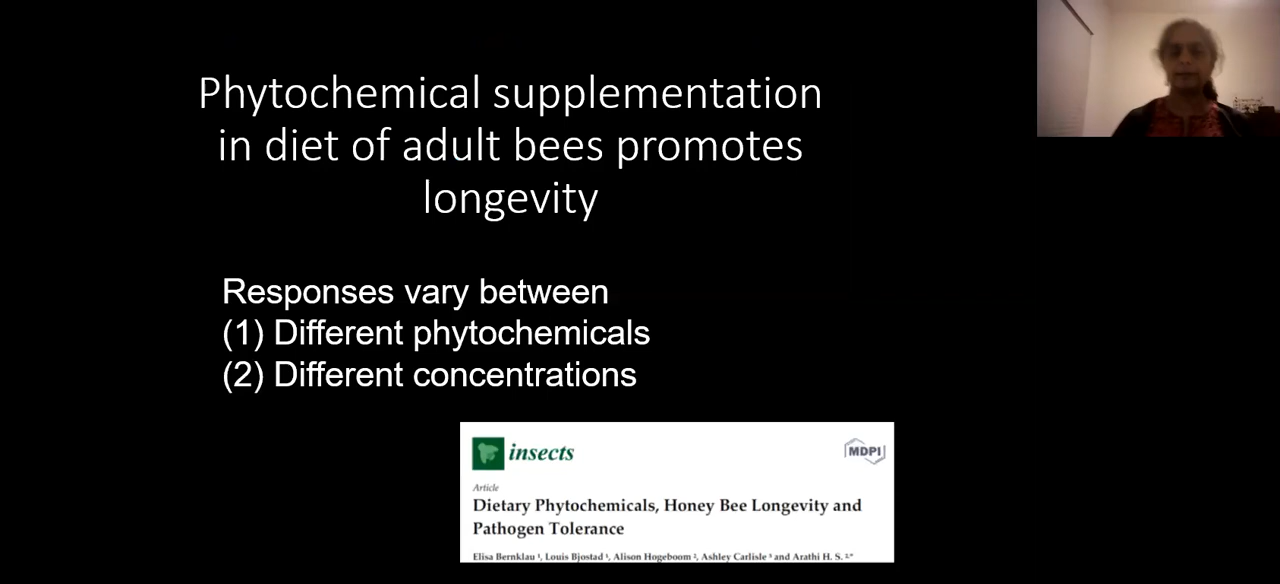 Phytochemical supplementation
in diet of adult bees promotes
longevity
Responses vary between
(1) Different phytochemicals
(2) Different concentrations
insects
MDPI
Article
Dietary Phytochemicals, Honey Bee Longevity and
Pathogen Tolerance
Elisa Bernklau ¹, Louis Bjostad ¹, Alison Hogeboom ², Ashley Carlisle ³ and Arathi H. S. ²,*